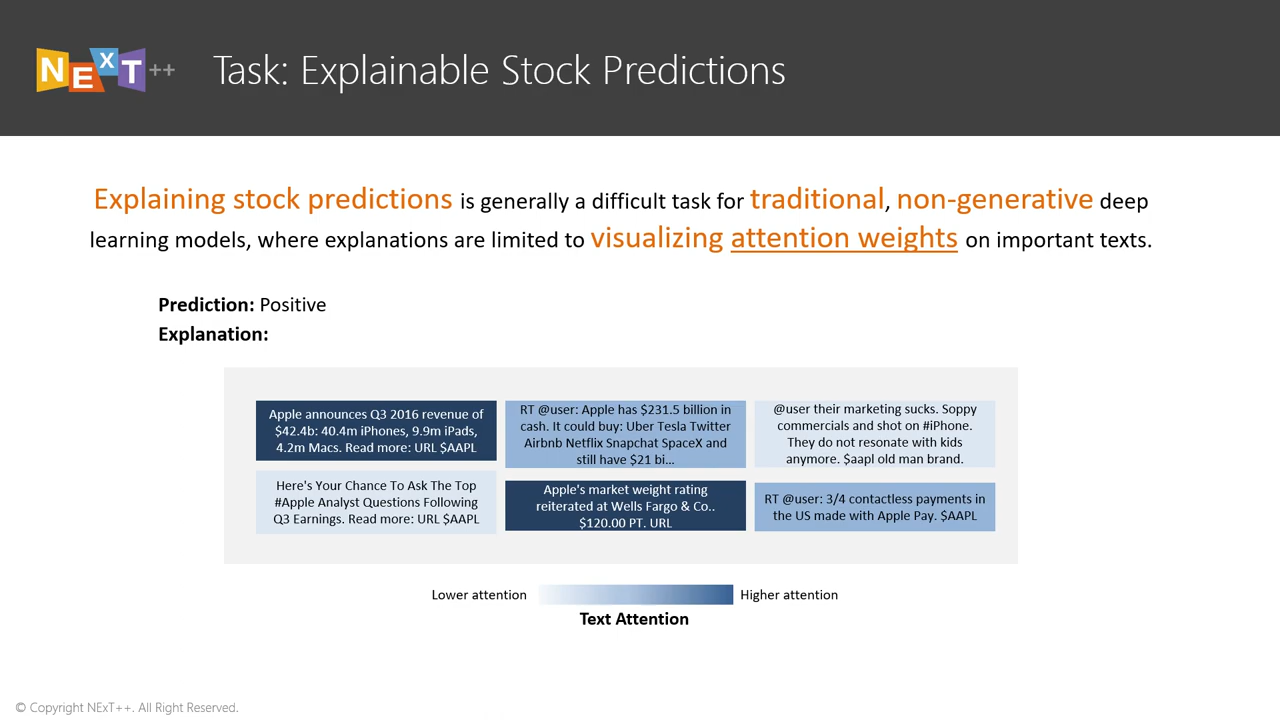 NExT++
Task: Explainable Stock Predictions
Explaining stock predictions is generally a difficult task for traditional, non-generative deep
learning models, where explanations are limited to visualizing attention weights on important texts.
Prediction: Positive
Explanation:
Apple announces Q3 2016 revenue of
$42.4b: 40.4m iPhones, 9.9m iPads,
4.2m Macs. Read more: URL $AAPL
RT @user: Apple has $231.5 billion in
cash. It could buy: Uber Tesla Twitter
Airbnb Netflix Snapchat SpaceX and
still have $21 bi...
@user their marketing sucks. Soppy
commercials and shot on #iPhone.
They do not resonate with kids
anymore. $aapl old man brand.
Here's Your Chance To Ask The Top
#Apple Analyst Questions Following
Q3 Earnings. Read more: URL $AAPL
Apple's market weight rating
reiterated at Wells Fargo & Co..
$120.00 PT. URL
RT @user: 3/4 contactless payments in
the US made with Apple Pay. $AAPL
Lower attention
Higher attention
Text Attention
© Copyright NExT++. All Right Reserved.